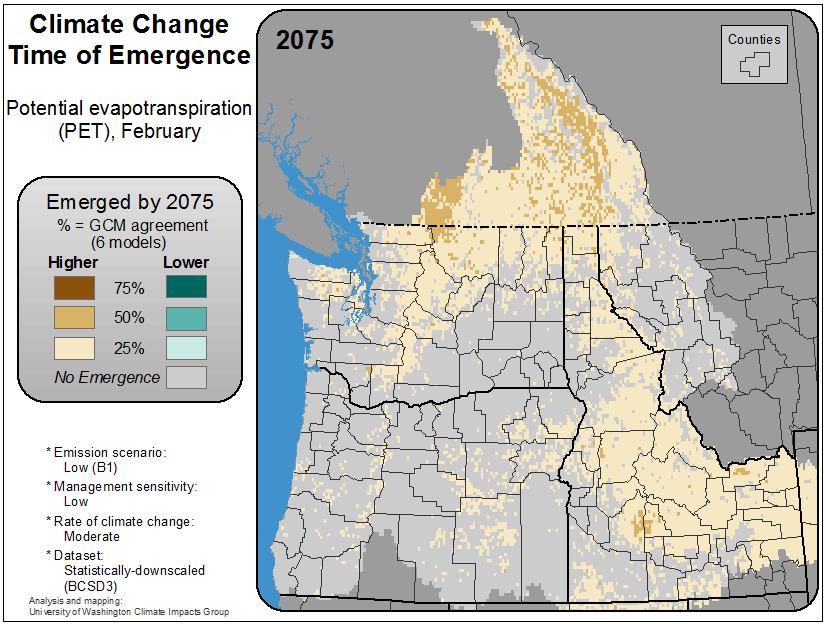 Climate Change
Time of Emergence
Potential evapotranspiration
(PET), February
Emerged by 2075
% = GCM agreement
(6 models)
Higher Lower
75%
50%
25%
No Emergence
* Emission scenario:
Low (B1)
* Management sensitivity:
Low
* Rate of climate change:
Moderate
* Dataset:
Statistically-downscaled
(BCSD3)
Analysis and mapping:
University of Washington Climate Impacts Group
2075
Counties